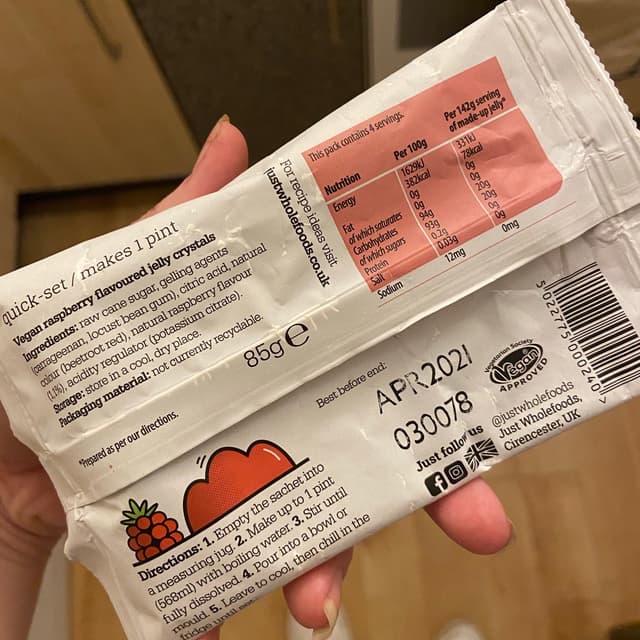 quick-set / makes 1 pint
Vegan raspberry flavoured jelly crystals
Ingredients: raw cane sugar, gelling agents
(carageenan, locust bean gum), citric acid, natural
colour (beetroot red), natural raspberry flavour
(1.1%), acidity regulator (potassium citrate).
Storage: store in a cool, dry place.
Packaging material: not currently recyclable.
85g e
*Prepared as per our directions.
For recipe ideas visit
justwholefoods.co.uk
This pack contains 4 servings.
Nutrition Per 100g Per 142g serving
of made-up jelly*
Energy 1629kJ 331kJ
382kcal 78kcal
Fat 0g 0g
of which saturates 0g 0g
Carbohydrates 94g 20g
of which sugars 93g 20g
Protein 0.2g 0g
Salt 0.03g 0g
Sodium 12mg 0mg
Best before end:
APR 2021
030078
Vegetarian Society
Vegan
APPROVED
5 022775 000240 >
Just follow us
@justwholefoods
Just Wholefoods,
Cirencester, UK
Directions: 1. Empty the sachet into
a measuring jug. 2. Make up to 1 pint
(568ml) with boiling water. 3. Stir until
fully dissolved. 4. Pour into a bowl or
mould. 5. Leave to cool, then chill in the
fridge until